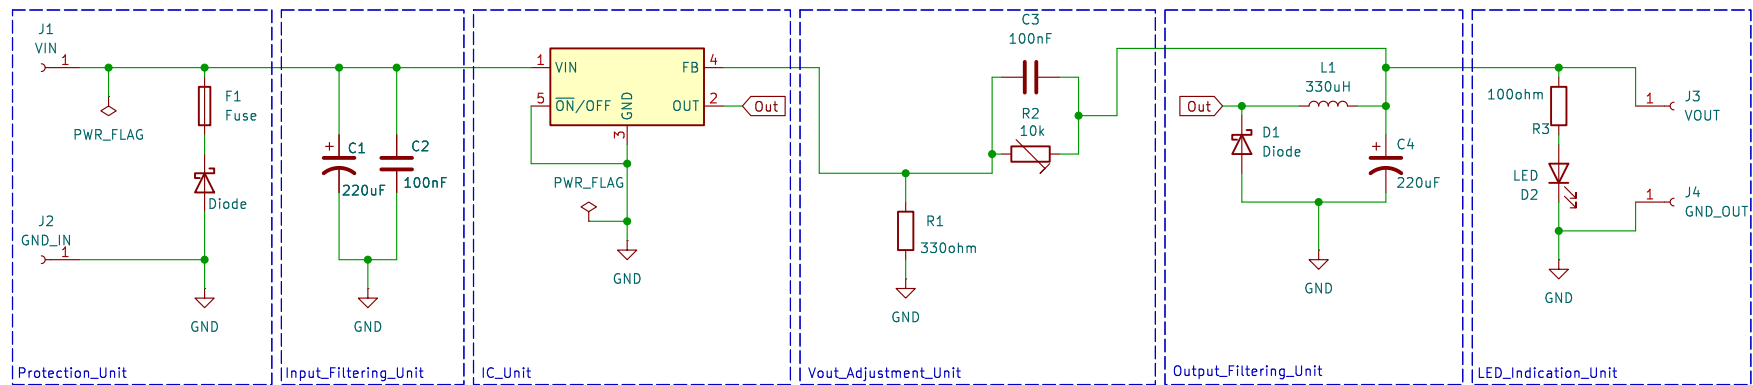 J1
VIN
1
PWR_FLAG
F1
Fuse
Diode
J2
GND_IN
1
GND
Protection_Unit
C1
220uF
C2
100nF
GND
Input_Filtering_Unit
1
VIN
5
ON/OFF
GND
3
FB
4
OUT
2
Out
PWR_FLAG
GND
IC_Unit
C3
100nF
R2
10k
R1
330ohm
GND
Vout_Adjustment_Unit
Out
L1
330uH
D1
Diode
C4
220uF
GND
Output_Filtering_Unit
100ohm
R3
LED
D2
1
J3
VOUT
1
J4
GND_OUT
GND
LED_Indication_Unit